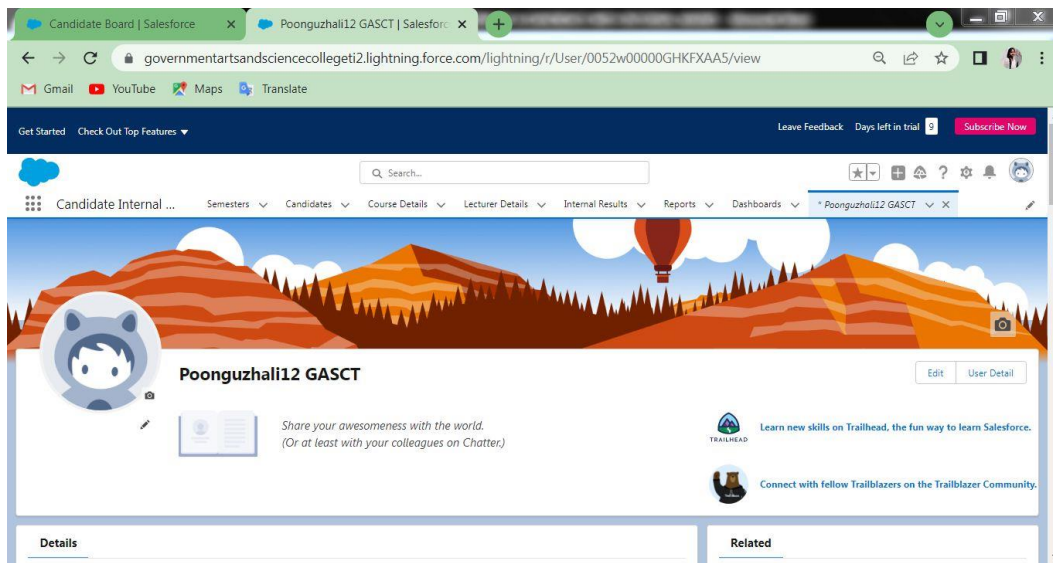 Candidate Board | Salesforce
Poonguzhali12 GASCT | Salesforc
governmentartsandsciencecollegeti2.lightning.force.com/lightning/r/User/0052w00000GHKFXAA5/view
Gmail YouTube Maps Translate
Get Started Check Out Top Features Leave Feedback Days left in trial 9 Subscribe Now
Search...
Candidate Internal ... Semesters Candidates Course Details Lecturer Details Internal Results Reports Dashboards * Poonguzhali12 GASCT
Poonguzhali12 GASCT
Edit User Detail
Share your awesomeness with the world.
(Or at least with your colleagues on Chatter.)
TRAILHEAD
Learn new skills on Trailhead, the fun way to learn Salesforce.
Connect with fellow Trailblazers on the Trailblazer Community.
Details
Related